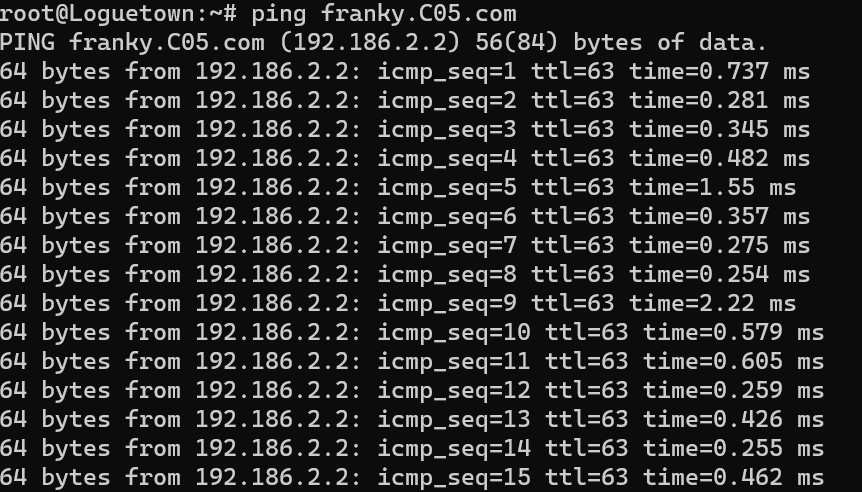 root@Loguetown:~# ping franky.C05.com
PING franky.C05.com (192.186.2.2) 56(84) bytes of data.
64 bytes from 192.186.2.2: icmp_seq=1 ttl=63 time=0.737 ms
64 bytes from 192.186.2.2: icmp_seq=2 ttl=63 time=0.281 ms
64 bytes from 192.186.2.2: icmp_seq=3 ttl=63 time=0.345 ms
64 bytes from 192.186.2.2: icmp_seq=4 ttl=63 time=0.482 ms
64 bytes from 192.186.2.2: icmp_seq=5 ttl=63 time=1.55 ms
64 bytes from 192.186.2.2: icmp_seq=6 ttl=63 time=0.357 ms
64 bytes from 192.186.2.2: icmp_seq=7 ttl=63 time=0.275 ms
64 bytes from 192.186.2.2: icmp_seq=8 ttl=63 time=0.254 ms
64 bytes from 192.186.2.2: icmp_seq=9 ttl=63 time=2.22 ms
64 bytes from 192.186.2.2: icmp_seq=10 ttl=63 time=0.579 ms
64 bytes from 192.186.2.2: icmp_seq=11 ttl=63 time=0.605 ms
64 bytes from 192.186.2.2: icmp_seq=12 ttl=63 time=0.259 ms
64 bytes from 192.186.2.2: icmp_seq=13 ttl=63 time=0.426 ms
64 bytes from 192.186.2.2: icmp_seq=14 ttl=63 time=0.255 ms
64 bytes from 192.186.2.2: icmp_seq=15 ttl=63 time=0.462 ms